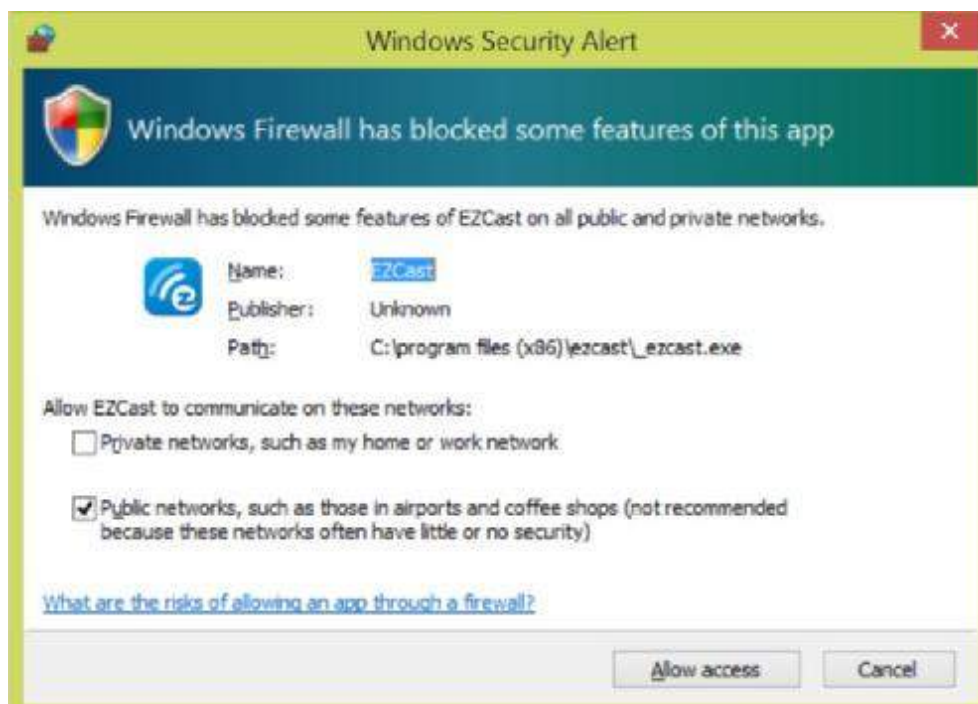 Windows Security Alert
Windows Firewall has blocked some features of this app
Windows Firewall has blocked some features of EZCast on all public and private networks.
Name: EZCast
Publisher: Unknown
Path: C:\program files (x86)\ezcast\_ezcast.exe
Allow EZCast to communicate on these networks:
Private networks, such as my home or work network
Public networks, such as those in airports and coffee shops (not recommended
because these networks often have little or no security)
What are the risks of allowing an app through a firewall?
Allow access Cancel